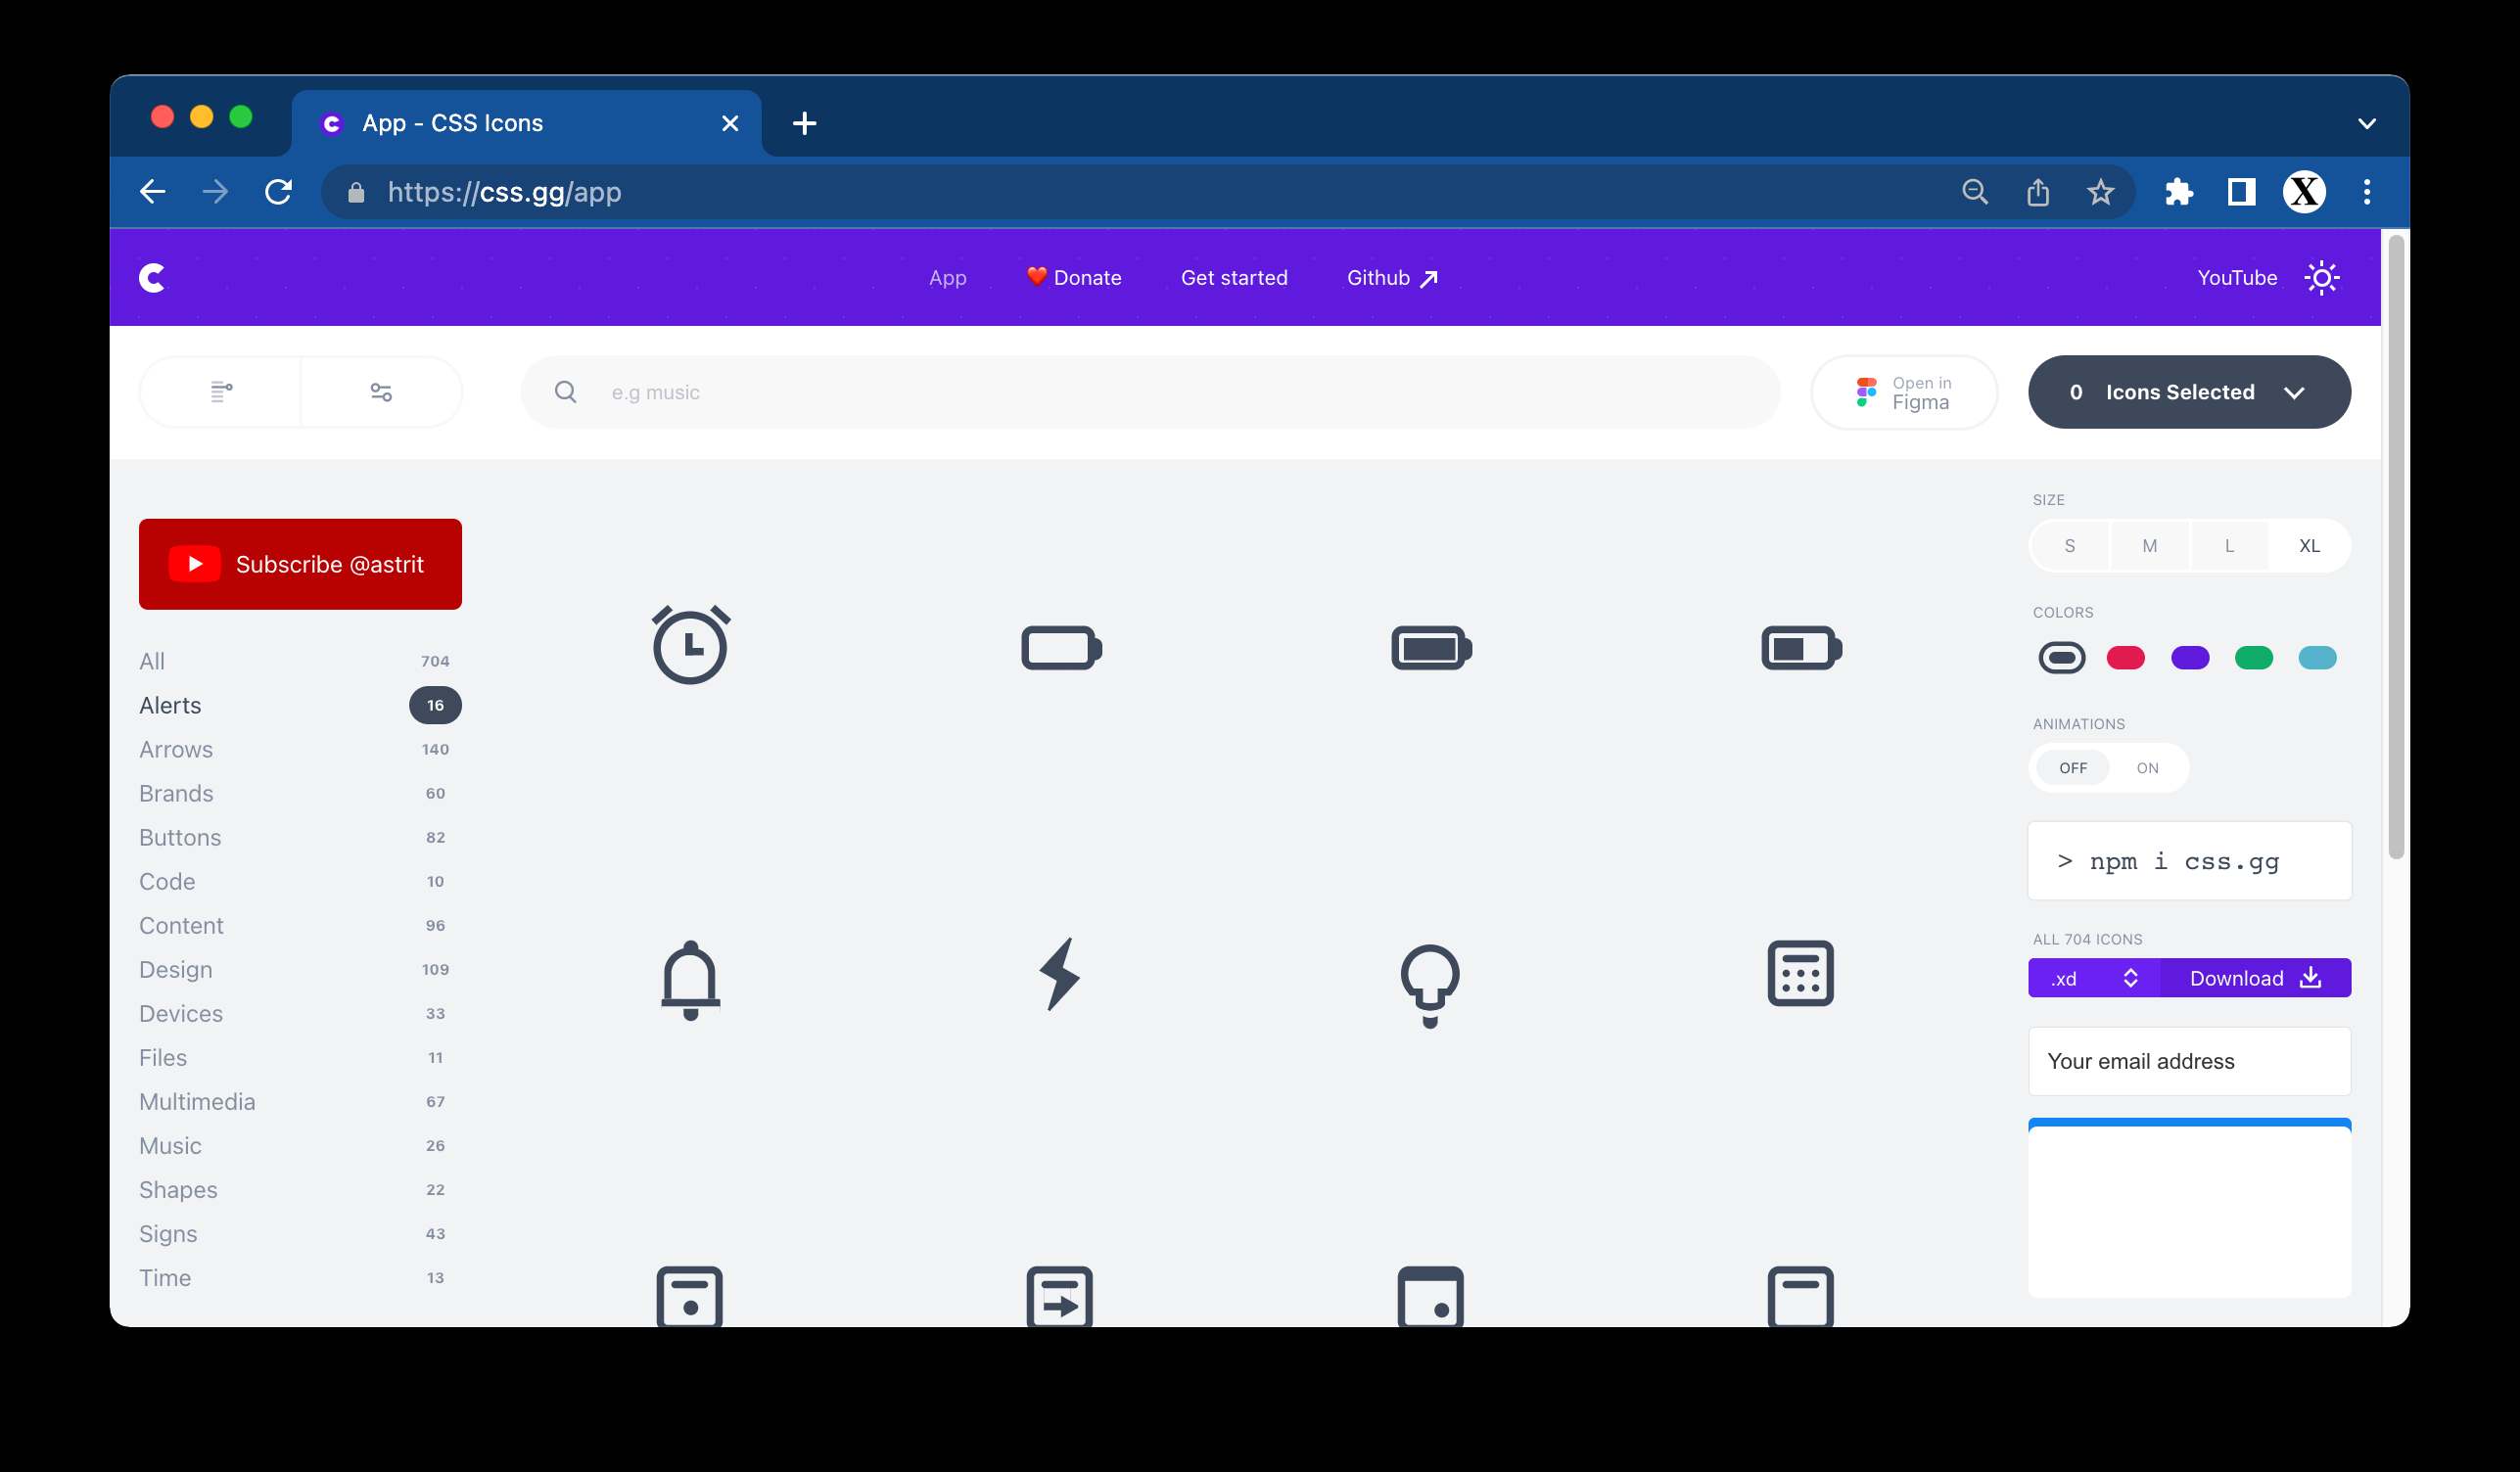 App - CSS Icons
https://css.gg/app
App
Donate
Get started
Github
YouTube
e.g music
Open in
Figma
0 Icons Selected
Subscribe @astrit
All 704
Alerts 16
Arrows 140
Brands 60
Buttons 82
Code 10
Content 96
Design 109
Devices 33
Files 11
Multimedia 67
Music 26
Shapes 22
Signs 43
Time 13
SIZE
S M L XL
COLORS
ANIMATIONS
OFF ON
> npm i css.gg
ALL 704 ICONS
.xd Download
Your email address